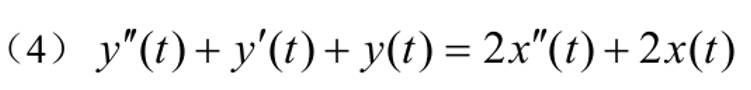 （4） y″(t) + y′(t) + y(t) = 2x″(t) + 2x(t)